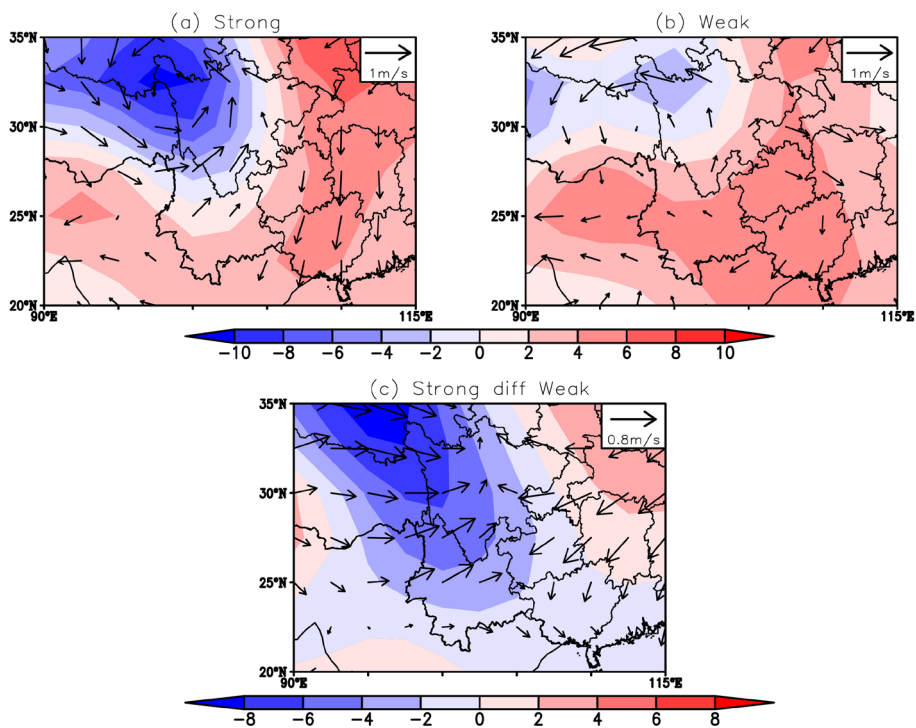 (a) Strong
(b) Weak
35°N
30°N
25°N
20°N
90°E
115°E
1m/s
35°N
30°N
25°N
20°N
90°E
115°E
1m/s
-10 -8 -6 -4 -2 0 2 4 6 8 10
(c) Strong diff Weak
35°N
30°N
25°N
20°N
90°E
115°E
0.8m/s
-8 -6 -4 -2 0 2 4 6 8